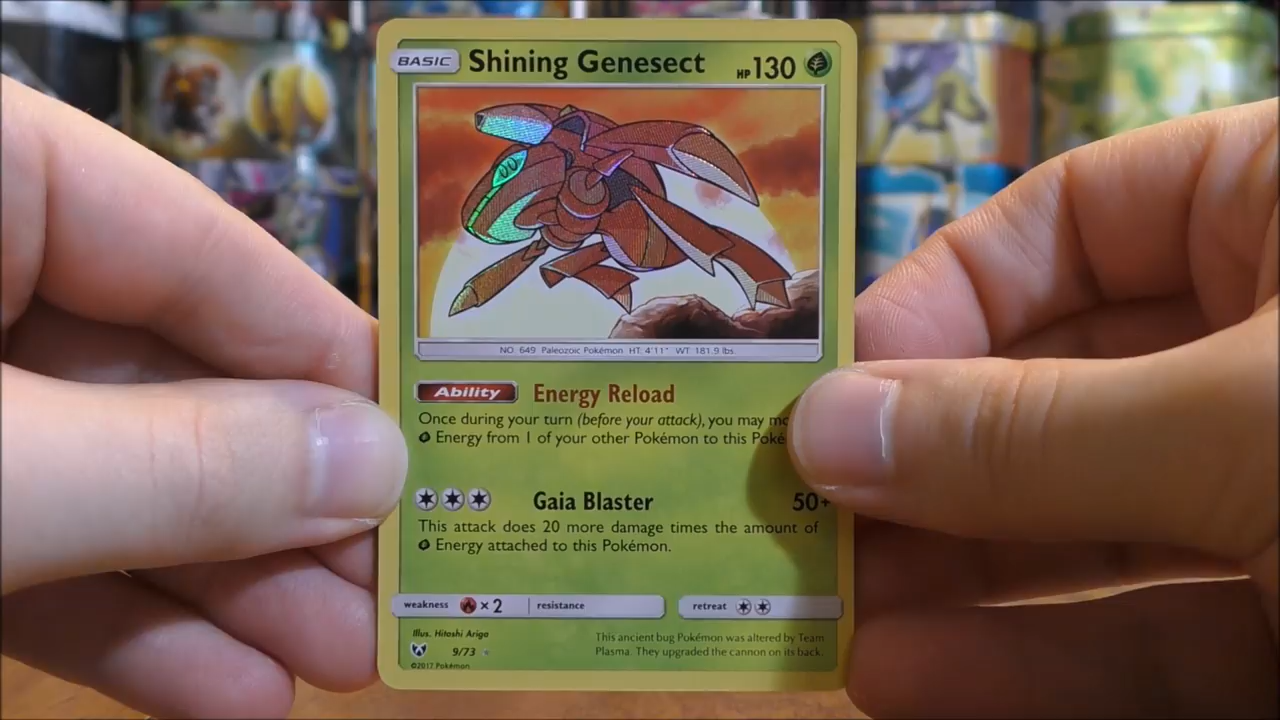 BASIC Shining Genesect HP 130
NO. 649 Paleozoic Pokémon HT: 4'11" WT: 181.9 lbs.
Ability Energy Reload
Once during your turn (before your attack), you may
Energy from 1 of your other Pokémon to this
Gaia Blaster 50+
This attack does 20 more damage times the amount of
Energy attached to this Pokémon.
weakness ×2 resistance retreat
Illus. Hitoshi Ariga
9/73
©2017 Pokémon
This ancient bug Pokémon was altered by Team
Plasma. They upgraded the cannon on its back.